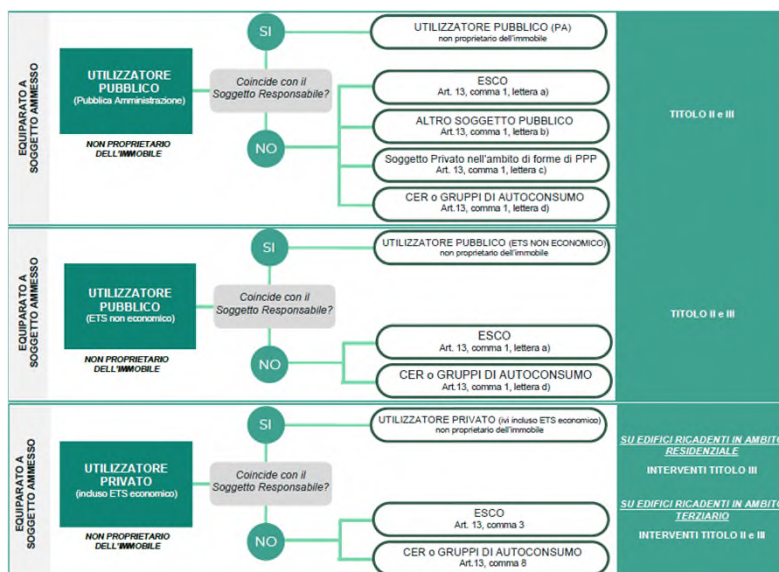 EQUIPARATO A
SOGGETTO AMMESSO
UTILIZZATORE
PUBBLICO
(Pubblica Amministrazione)
NON PROPRIETARIO
DELL'IMMOBILE
SI
Coincide con il
Soggetto Responsabile?
NO
UTILIZZATORE PUBBLICO (PA)
non proprietario dell'immobile
ESCO
Art. 13, comma 1, lettera a)
ALTRO SOGGETTO PUBBLICO
Art. 13, comma 1, lettera b)
Soggetto Privato nell'ambito di forme di PPP
Art. 13, comma 1, lettera c)
CER o GRUPPI DI AUTOCONSUMO
Art.13, comma 1, lettera d)
TITOLO II e III
EQUIPARATO A
SOGGETTO AMMESSO
UTILIZZATORE
PUBBLICO
(ETS non economico)
NON PROPRIETARIO
DELL'IMMOBILE
SI
Coincide con il
Soggetto Responsabile?
NO
UTILIZZATORE PUBBLICO (ETS NON ECONOMICO)
non proprietario dell'immobile
ESCO
Art. 13, comma 1, lettera a)
CER o GRUPPI DI AUTOCONSUMO
Art.13, comma 1, lettera d)
TITOLO II e III
EQUIPARATO A
SOGGETTO AMMESSO
UTILIZZATORE
PRIVATO
(incluso ETS economico)
NON PROPRIETARIO
DELL'IMMOBILE
SI
Coincide con il
Soggetto Responsabile?
NO
UTILIZZATORE PRIVATO (ivi incluso ETS economico)
non proprietario dell'immobile
ESCO
Art. 13, comma 3
CER o GRUPPI DI AUTOCONSUMO
Art.13, comma 8
SU EDIFICI RICADENTI IN AMBITO
RESIDENZIALE
INTERVENTI TITOLO III
SU EDIFICI RICADENTI IN AMBITO
TERZIARIO
INTERVENTI TITOLO II e III